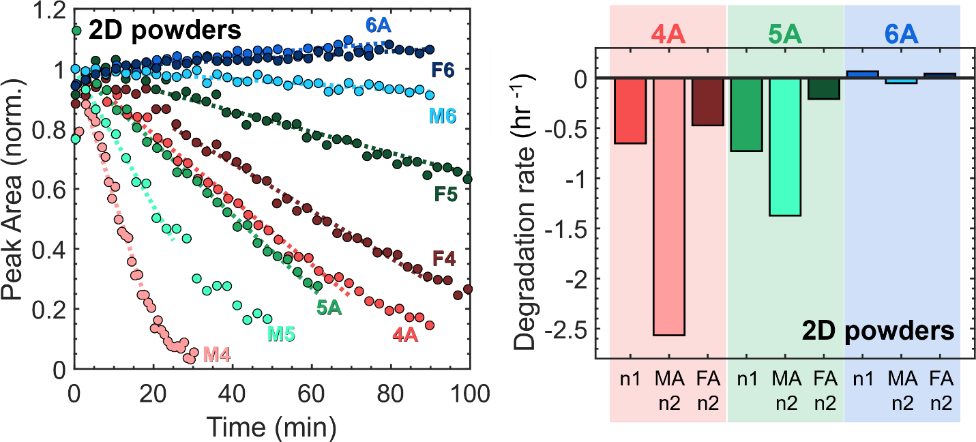 2D powders
6A
F6
M6
F5
F4
5A
4A
M5
M4
1.2
1
0.8
0.6
0.4
0.2
0
0
20
40
60
80
100
Peak Area (norm.)
Time (min)
4A
5A
6A
0
-0.5
-1
-1.5
-2
-2.5
Degradation rate (hr⁻¹)
2D powders
n1 MA FA n1 MA FA n1 MA FA
n2 n2 n2 n2 n2 n2